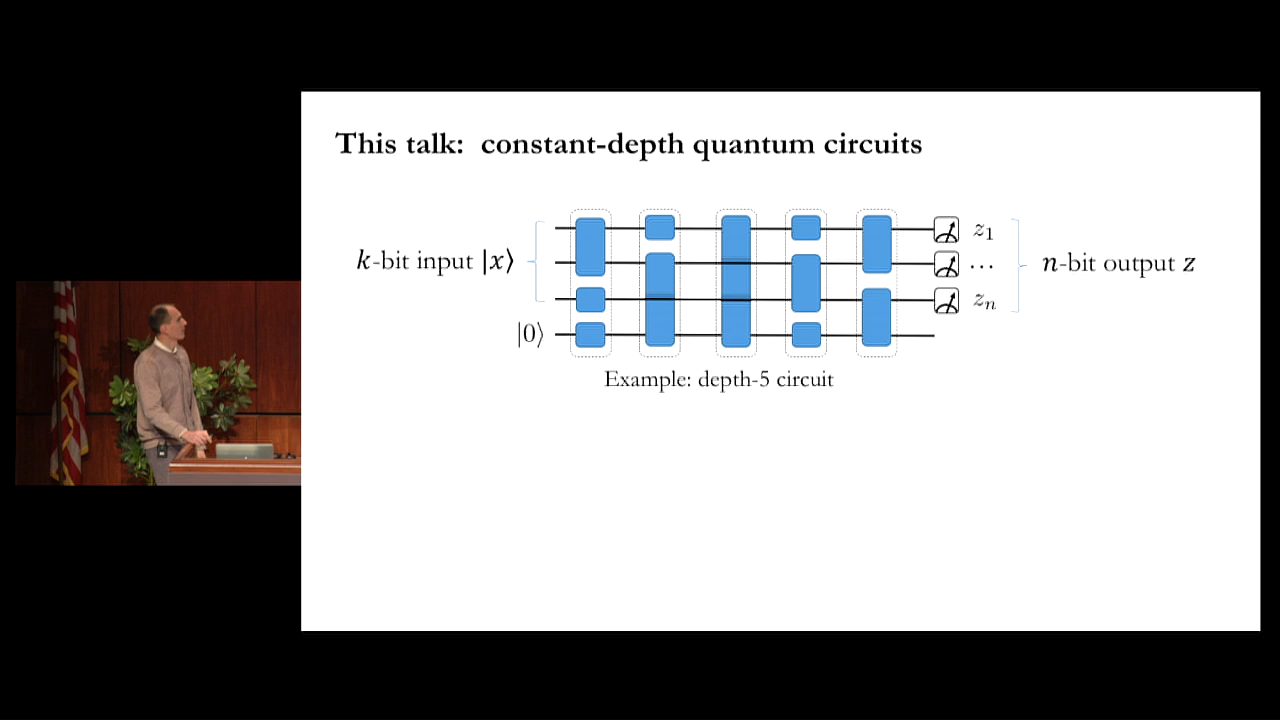 This talk: constant-depth quantum circuits
k-bit input |x⟩
z₁
…
zₙ
n-bit output z
|0⟩
Example: depth-5 circuit